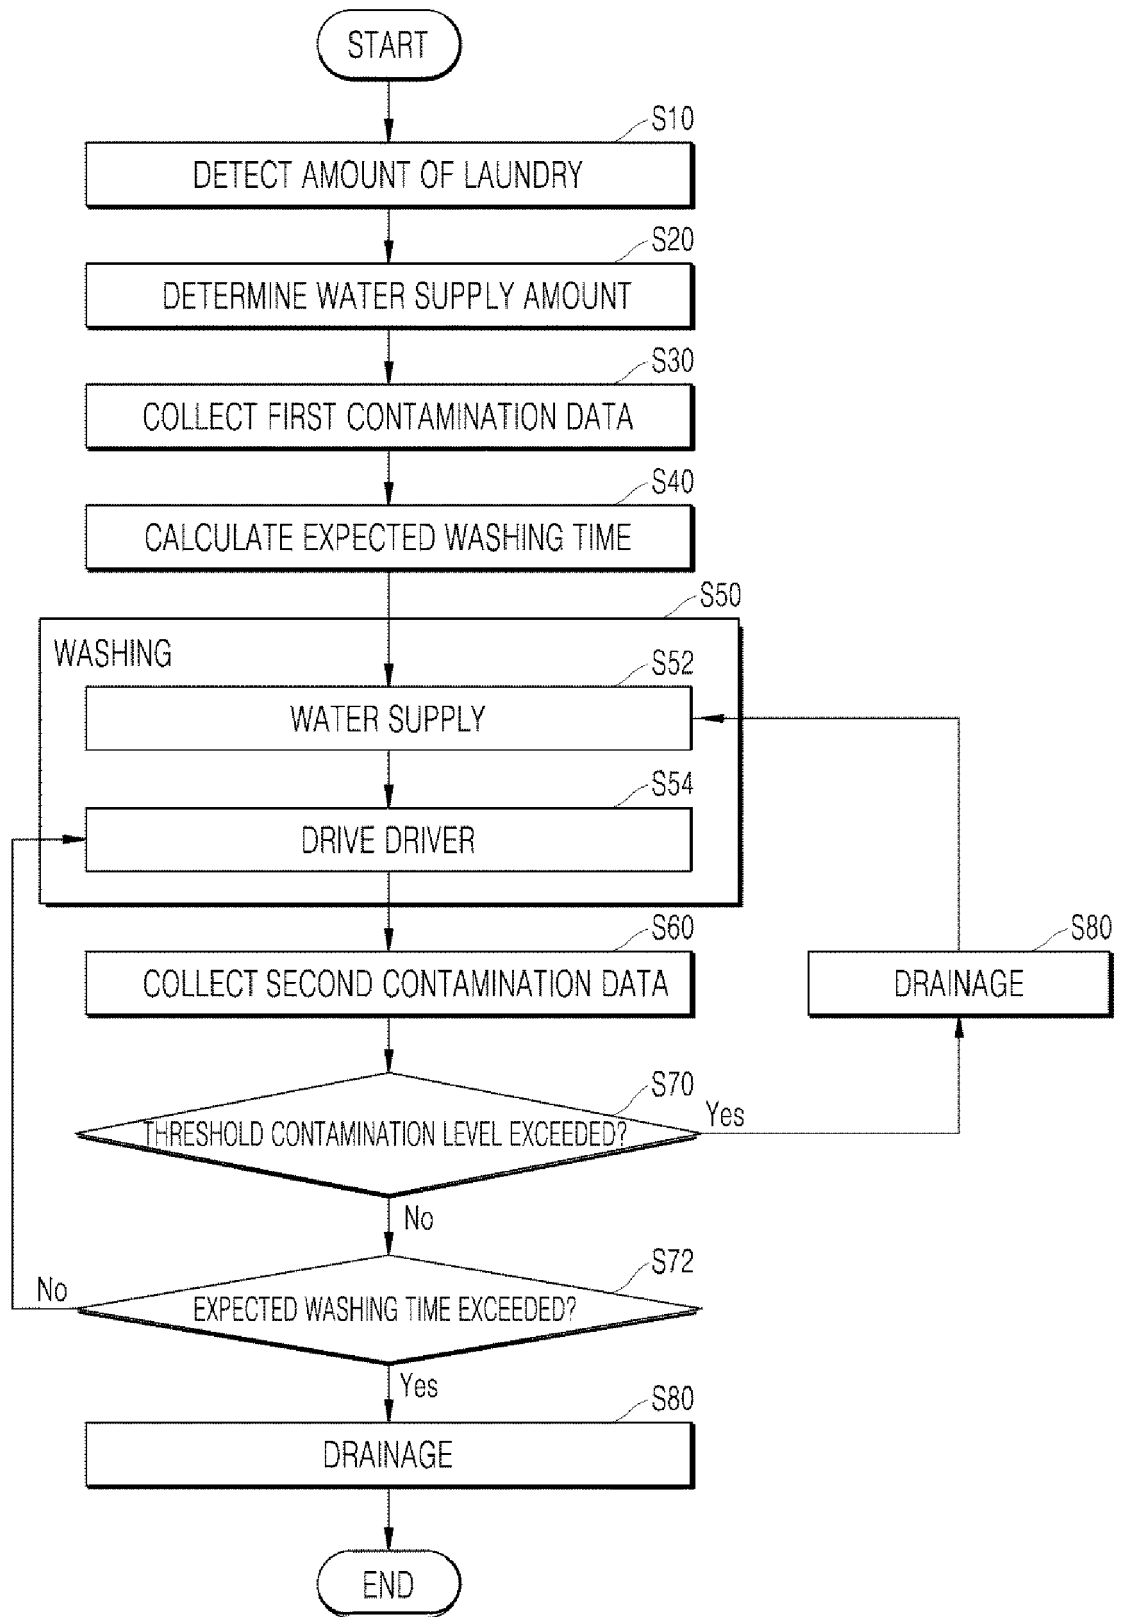 START
S10
DETECT AMOUNT OF LAUNDRY
S20
DETERMINE WATER SUPPLY AMOUNT
S30
COLLECT FIRST CONTAMINATION DATA
S40
CALCULATE EXPECTED WASHING TIME
S50
WASHING
S52
WATER SUPPLY
S54
DRIVE DRIVER
S60
COLLECT SECOND CONTAMINATION DATA
S80
DRAINAGE
S70
THRESHOLD CONTAMINATION LEVEL EXCEEDED?
Yes
No
S72
EXPECTED WASHING TIME EXCEEDED?
No
Yes
S80
DRAINAGE
END